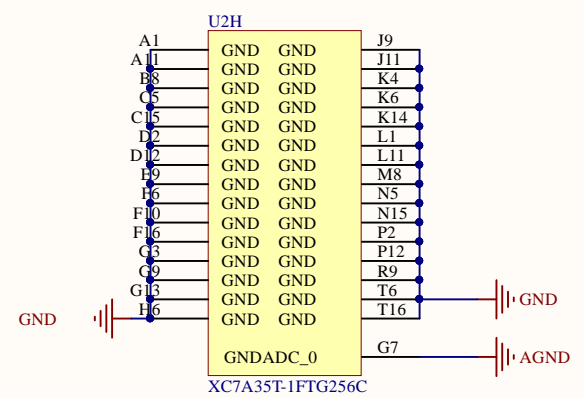 U2H
A1 GND GND J9
A11 GND GND J11
B8 GND GND K4
C5 GND GND K6
C15 GND GND K14
D2 GND GND L1
D12 GND GND L11
E9 GND GND M8
F6 GND GND N5
F10 GND GND N15
F16 GND GND P2
G3 GND GND P12
G9 GND GND R9
G13 GND GND T6 GND
GND H6 GND GND T16
GNDADC_0 G7 AGND
XC7A35T-1FTG256C